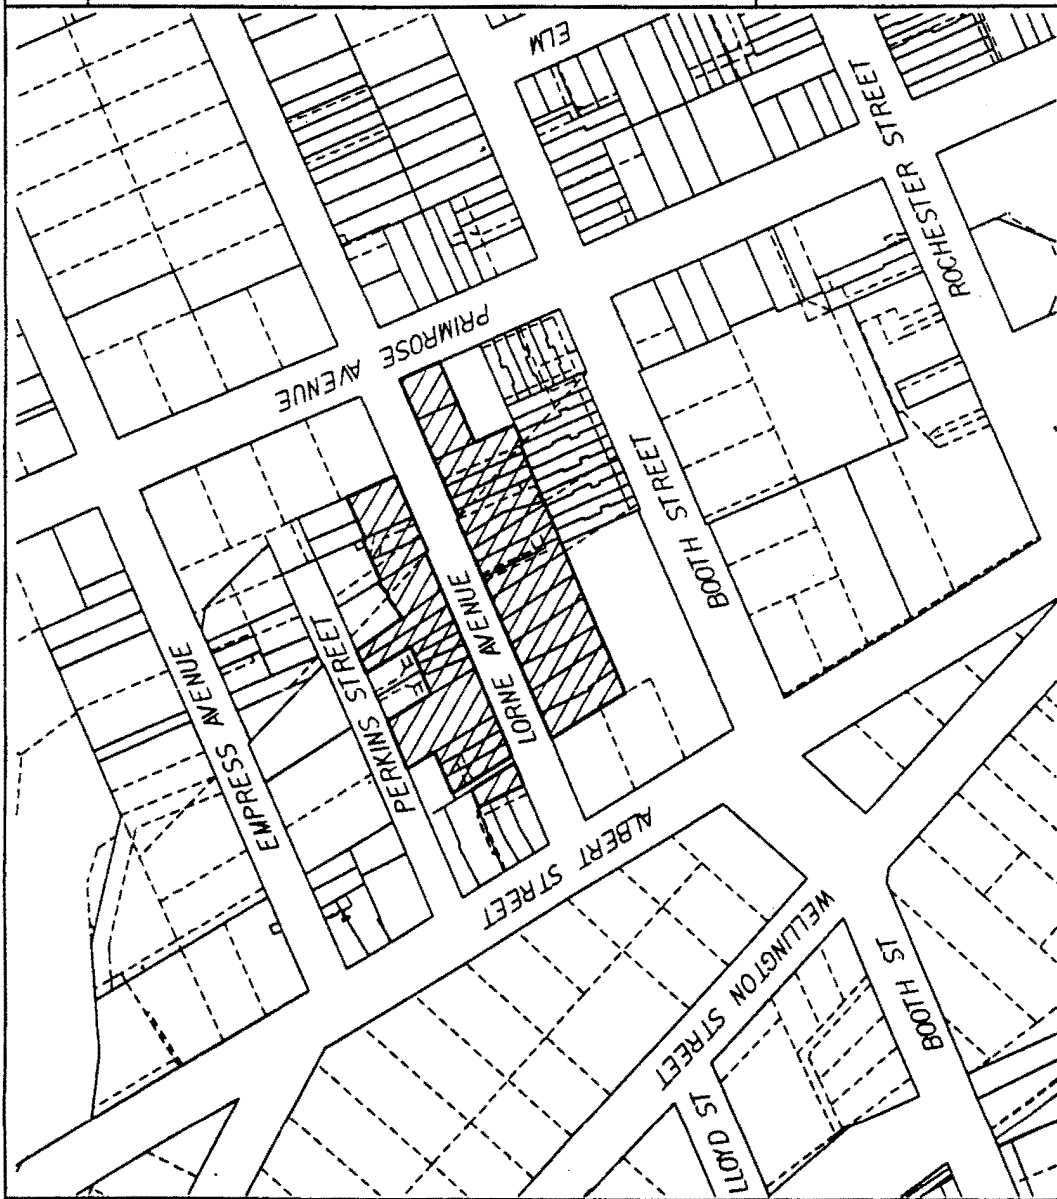 ELM
ROCHESTER STREET
PRIMROSE AVENUE
BOOTH STREET
LORNE AVENUE
PERKINS STREET
EMPRESS AVENUE
ALBERT STREET
WELLINGTON STREET
BOOTH ST
LLOYD ST